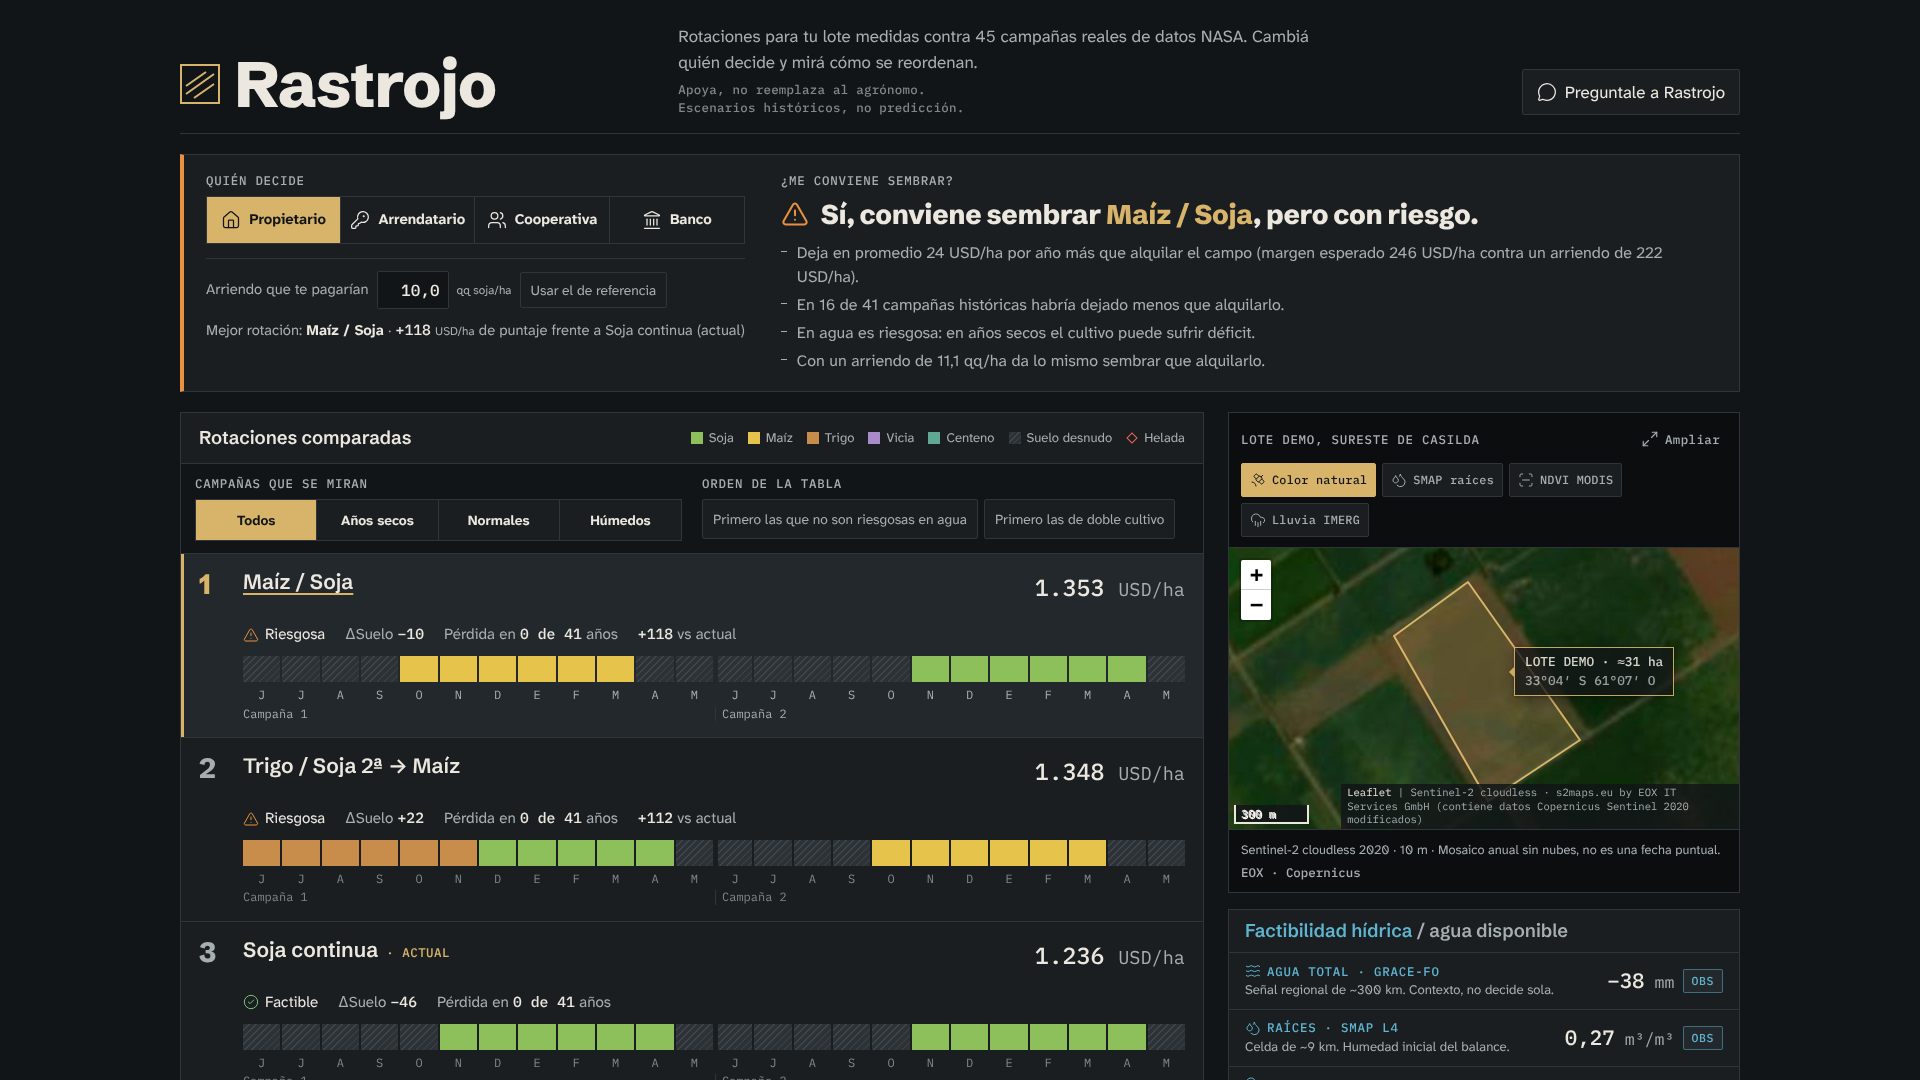 Rastrojo
Rotaciones para tu lote medidas contra 45 campañas reales de datos NASA. Cambiá
quién decide y mirá cómo se reordenan.
Apoya, no reemplaza al agrónomo.
Escenarios históricos, no predicción.
Preguntale a Rastrojo
QUIÉN DECIDE
Propietario
Arrendatario
Cooperativa
Banco
Arriendo que te pagarían 10,0 qq soja/ha Usar el de referencia
Mejor rotación: Maíz / Soja · +118 USD/ha de puntaje frente a Soja continua (actual)
¿ME CONVIENE SEMBRAR?
Sí, conviene sembrar Maíz / Soja, pero con riesgo.
– Deja en promedio 24 USD/ha por año más que alquilar el campo (margen esperado 246 USD/ha contra un arriendo de 222
USD/ha).
– En 16 de 41 campañas históricas habría dejado menos que alquilarlo.
– En agua es riesgosa: en años secos el cultivo puede sufrir déficit.
– Con un arriendo de 11,1 qq/ha da lo mismo sembrar que alquilarlo.
Rotaciones comparadas
Soja Maíz Trigo Vicia Centeno Suelo desnudo Helada
CAMPAÑAS QUE SE MIRAN
Todos
Años secos
Normales
Húmedos
ORDEN DE LA TABLA
Primero las que no son riesgosas en agua
Primero las de doble cultivo
1 Maíz / Soja 1.353 USD/ha
Riesgosa ΔSuelo −10 Pérdida en 0 de 41 años +118 vs actual
J J A S O N D E F M A M J J A S O N D E F M A M
Campaña 1 Campaña 2
2 Trigo / Soja 2ª → Maíz 1.348 USD/ha
Riesgosa ΔSuelo +22 Pérdida en 0 de 41 años +112 vs actual
J J A S O N D E F M A M J J A S O N D E F M A M
Campaña 1 Campaña 2
3 Soja continua · ACTUAL 1.236 USD/ha
Factible ΔSuelo −46 Pérdida en 0 de 41 años
J J A S O N D E F M A M J J A S O N D E F M A M
LOTE DEMO, SURESTE DE CASILDA
Ampliar
Color natural
SMAP raíces
NDVI MODIS
Lluvia IMERG
+
−
LOTE DEMO · ≈31 ha
33°04′ S 61°07′ O
300 m
Leaflet | Sentinel-2 cloudless · s2maps.eu by EOX IT
Services GmbH (contiene datos Copernicus Sentinel 2020
modificados)
Sentinel-2 cloudless 2020 · 10 m · Mosaico anual sin nubes, no es una fecha puntual.
EOX · Copernicus
Factibilidad hídrica / agua disponible
AGUA TOTAL · GRACE-FO
Señal regional de ~300 km. Contexto, no decide sola.
−38 mm OBS
RAÍCES · SMAP L4
Celda de ~9 km. Humedad inicial del balance.
0,27 m³/m³ OBS